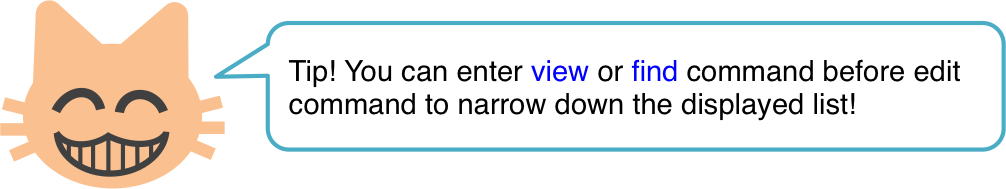 Tip! You can enter view or find command before edit
command to narrow down the displayed list!